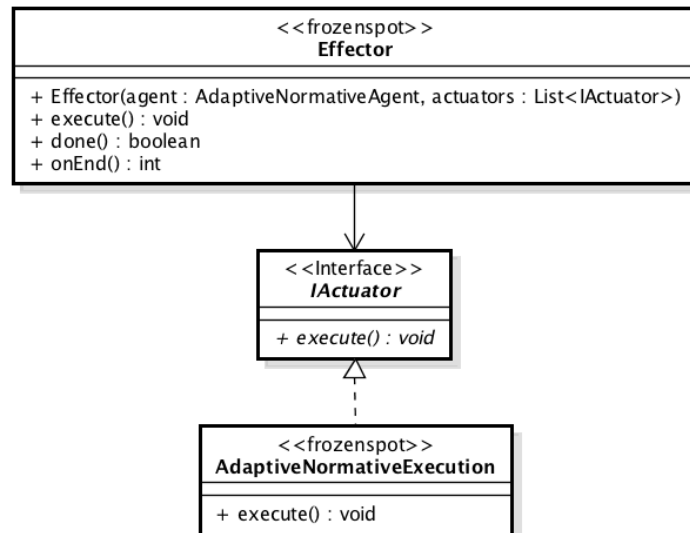 <<frozenspot>>
Effector
+ Effector(agent : AdaptiveNormativeAgent, actuators : List<IActuator>)
+ execute() : void
+ done() : boolean
+ onEnd() : int
<<Interface>>
IActuator
+ execute() : void
<<frozenspot>>
AdaptiveNormativeExecution
+ execute() : void